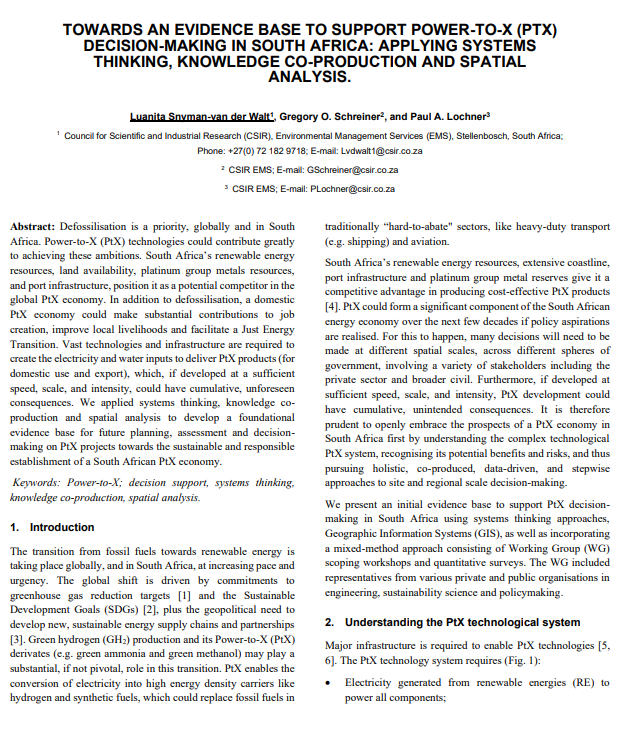 TOWARDS AN EVIDENCE BASE TO SUPPORT POWER-TO-X (PTX)
DECISION-MAKING IN SOUTH AFRICA: APPLYING SYSTEMS
THINKING, KNOWLEDGE CO-PRODUCTION AND SPATIAL
ANALYSIS.
Luanita Snyman-van der Walt¹, Gregory O. Schreiner², and Paul A. Lochner³
¹ Council for Scientific and Industrial Research (CSIR), Environmental Management Services (EMS), Stellenbosch, South Africa;
Phone: +27(0) 72 182 9718; E-mail: Lvdwalt1@csir.co.za
² CSIR EMS; E-mail: GSchreiner@csir.co.za
³ CSIR EMS; E-mail: PLochner@csir.co.za
Abstract: Defossilisation is a priority, globally and in South
Africa. Power-to-X (PtX) technologies could contribute greatly
to achieving these ambitions. South Africa's renewable energy
resources, land availability, platinum group metals resources,
and port infrastructure, position it as a potential competitor in the
global PtX economy. In addition to defossilisation, a domestic
PtX economy could make substantial contributions to job
creation, improve local livelihoods and facilitate a Just Energy
Transition. Vast technologies and infrastructure are required to
create the electricity and water inputs to deliver PtX products (for
domestic use and export), which, if developed at a sufficient
speed, scale, and intensity, could have cumulative, unforeseen
consequences. We applied systems thinking, knowledge co-
production and spatial analysis to develop a foundational
evidence base for future planning, assessment and decision-
making on PtX projects towards the sustainable and responsible
establishment of a South African PtX economy.
Keywords: Power-to-X; decision support, systems thinking,
knowledge co-production, spatial analysis.
1. Introduction
The transition from fossil fuels towards renewable energy is
taking place globally, and in South Africa, at increasing pace and
urgency. The global shift is driven by commitments to
greenhouse gas reduction targets [1] and the Sustainable
Development Goals (SDGs) [2], plus the geopolitical need to
develop new, sustainable energy supply chains and partnerships
[3]. Green hydrogen (GH₂) production and its Power-to-X (PtX)
derivates (e.g. green ammonia and green methanol) may play a
substantial, if not pivotal, role in this transition. PtX enables the
conversion of electricity into high energy density carriers like
hydrogen and synthetic fuels, which could replace fossil fuels in
traditionally “hard-to-abate" sectors, like heavy-duty transport
(e.g. shipping) and aviation.
South Africa's renewable energy resources, extensive coastline,
port infrastructure and platinum group metal reserves give it a
competitive advantage in producing cost-effective PtX products
[4]. PtX could form a significant component of the South African
energy economy over the next few decades if policy aspirations
are realised. For this to happen, many decisions will need to be
made at different spatial scales, across different spheres of
government, involving a variety of stakeholders including the
private sector and broader civil. Furthermore, if developed at
sufficient speed, scale, and intensity, PtX development could
have cumulative, unintended consequences. It is therefore
prudent to openly embrace the prospects of a PtX economy in
South Africa first by understanding the complex technological
PtX system, recognising its potential benefits and risks, and thus
pursuing holistic, co-produced, data-driven, and stepwise
approaches to site and regional scale decision-making.
We present an initial evidence base to support PtX decision-
making in South Africa using systems thinking approaches,
Geographic Information Systems (GIS), as well as incorporating
a mixed-method approach consisting of Working Group (WG)
scoping workshops and quantitative surveys. The WG included
representatives from various private and public organisations in
engineering, sustainability science and policymaking.
2. Understanding the PtX technological system
Major infrastructure is required to enable PtX technologies [5,
6]. The PtX technology system requires (Fig. 1):
• Electricity generated from renewable energies (RE) to
power all components;